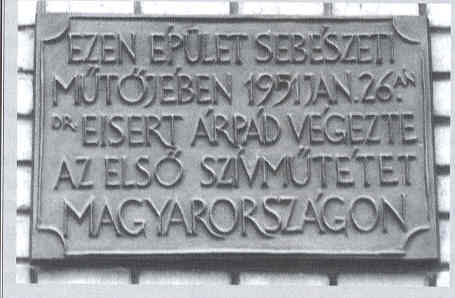 EZEN ÉPÜLET SEBÉSZETI
MŰTŐJÉBEN 1951 JAN. 26.ÁN
DR. EISERT ÁRPÁD VÉGEZTE
AZ ELSŐ SZÍVMŰTÉTET
MAGYARORSZÁGON